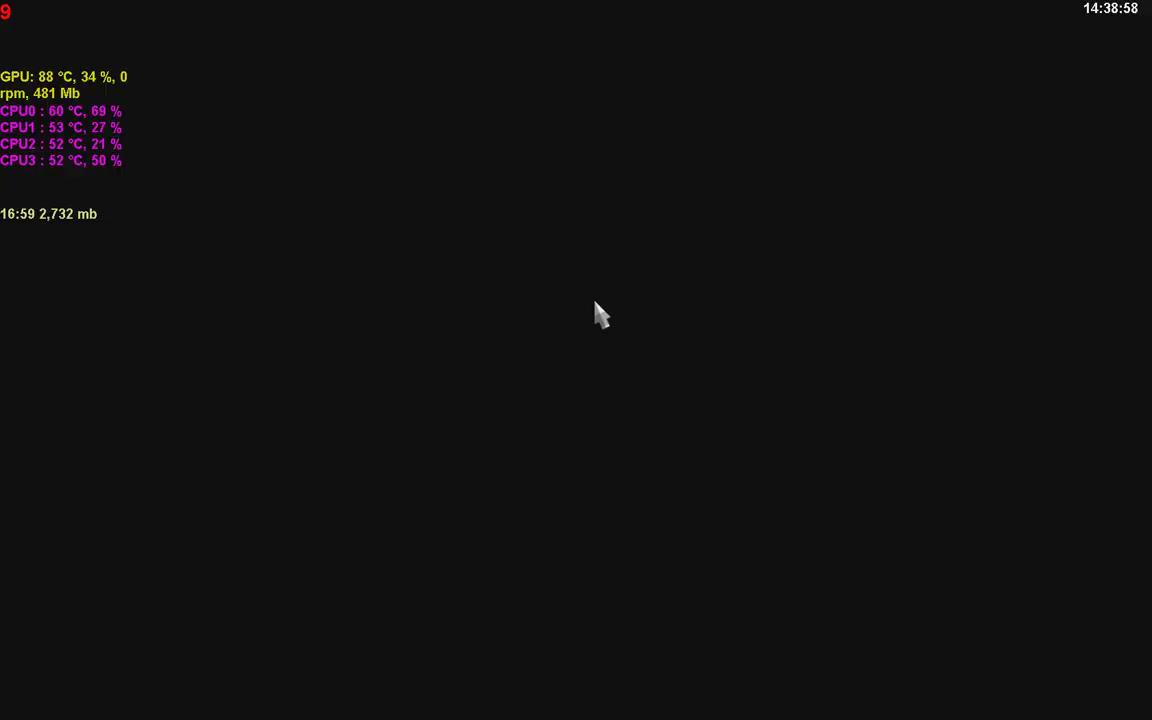 9
14:38:58
GPU: 88 °C, 34 %, 0
rpm, 481 Mb
CPU0 : 60 °C, 69 %
CPU1 : 53 °C, 27 %
CPU2 : 52 °C, 21 %
CPU3 : 52 °C, 50 %
16:59 2,732 mb